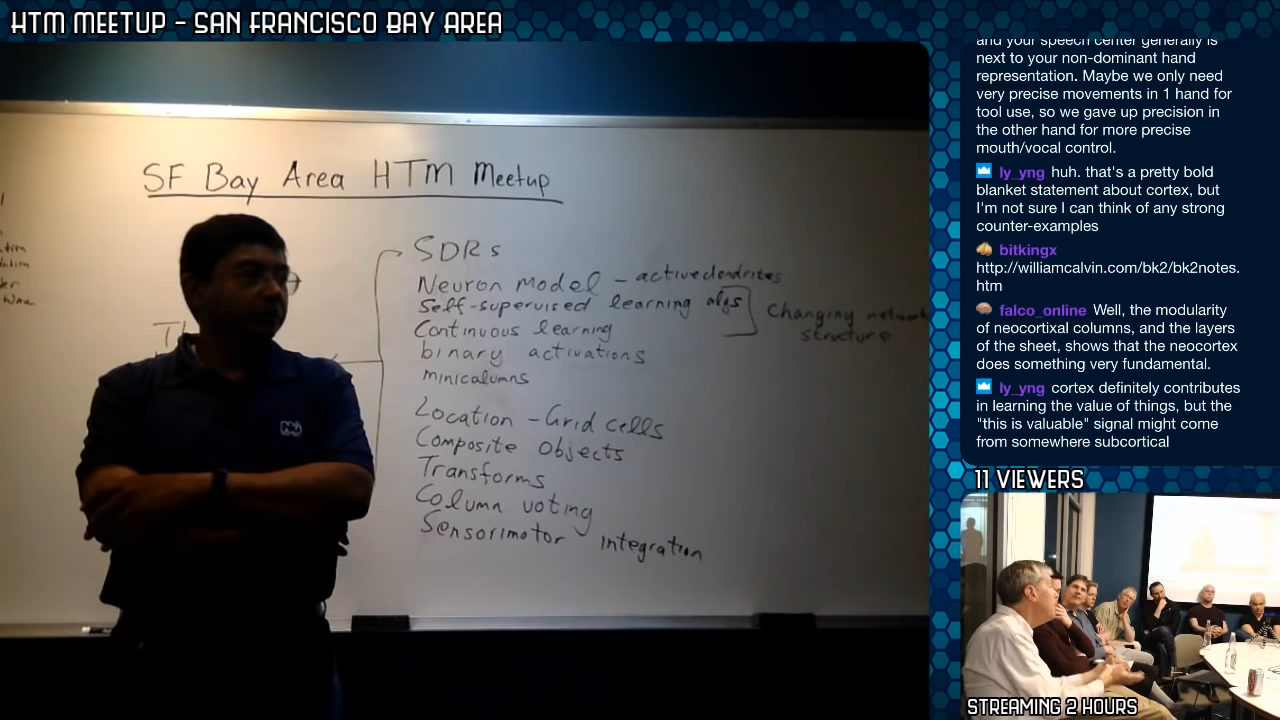 HTM MEETUP - SAN FRANCISCO BAY AREA
SF Bay Area HTM Meetup
SDRs
Neuron model - active dendrites
Self-supervised learning algs
Continuous learning
Changing network
structure
binary activations
minicalumns
Location - Grid cells
Composite Objects
Transforms
Column voting
Sensorimotor integration
and your speech center generally is
next to your non-dominant hand
representation. Maybe we only need
very precise movements in 1 hand for
tool use, so we gave up precision in
the other hand for more precise
mouth/vocal control.
ly_yng huh. that's a pretty bold
blanket statement about cortex, but
I'm not sure I can think of any strong
counter-examples
bitkingx
http://williamcalvin.com/bk2/bk2notes.
htm
falco_online Well, the modularity
of neocortixal columns, and the layers
of the sheet, shows that the neocortex
does something very fundamental.
ly_yng cortex definitely contributes
in learning the value of things, but the
"this is valuable" signal might come
from somewhere subcortical
11 VIEWERS
STREAMING 2 HOURS